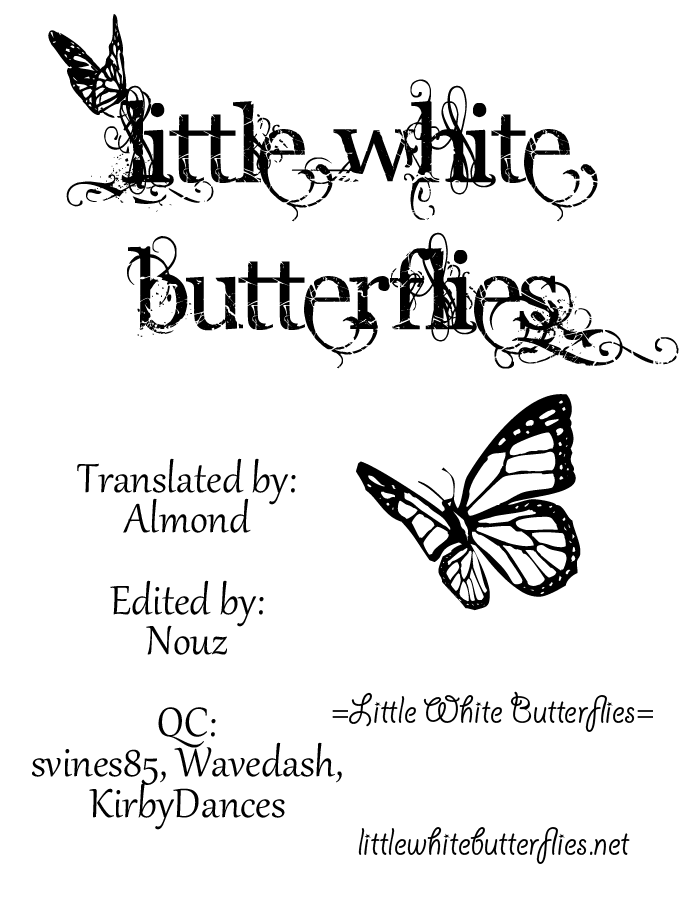 little white
butterflies
Translated by:
Almond
Edited by:
Nouz
QC:
svines85, Wavedash,
KirbyDances
=Little White Butterflies=
littlewhitebutterflies.net